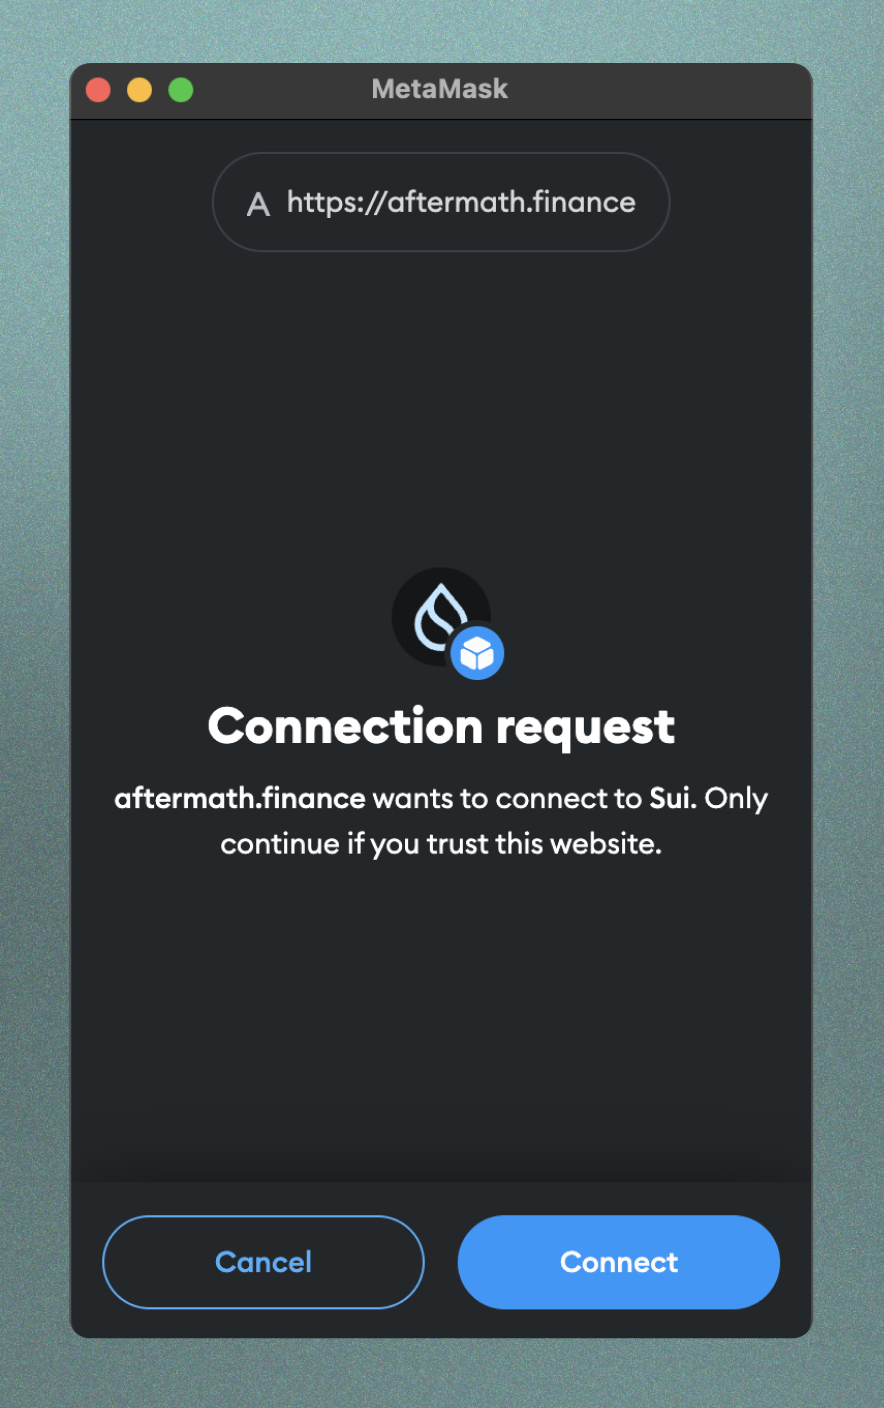 MetaMask
A https://aftermath.finance
Connection request
aftermath.finance wants to connect to Sui. Only
continue if you trust this website.
Cancel
Connect